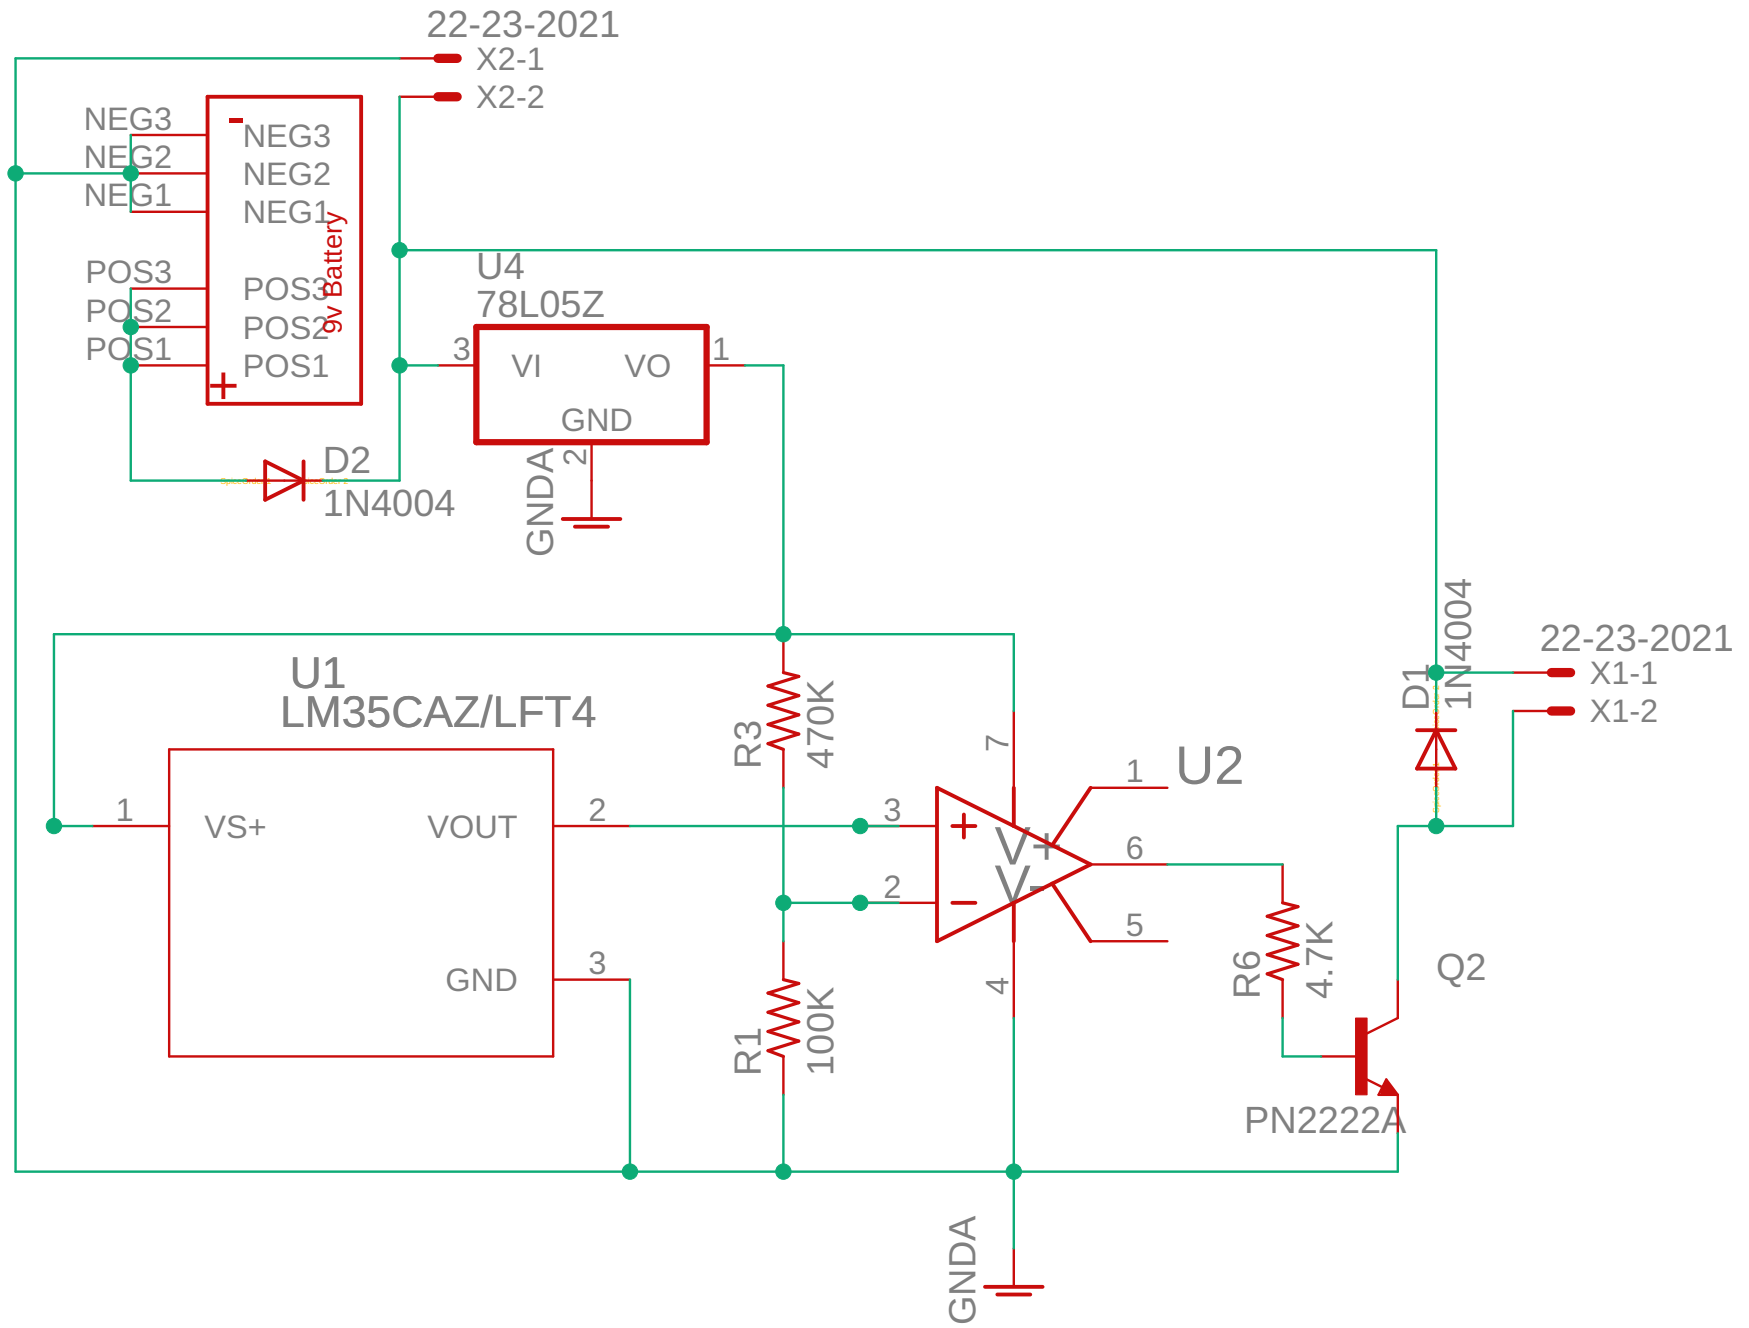 22-23-2021
X2-1
X2-2
NEG3
NEG2
NEG1
POS3
POS2
POS1
-
NEG3
NEG2
NEG1
POS3
POS2
POS1
+
9v Battery
U4
78L05Z
3
VI
VO
1
GND
2
GNDA
D2
1N4004
U1
LM35CAZ/LFT4
1
VS+
VOUT
2
GND
3
R3
470K
R1
100K
3
2
7
4
V+
V-
1
6
5
U2
R6
4.7K
Q2
PN2222A
D1
1N4004
22-23-2021
X1-1
X1-2
GNDA